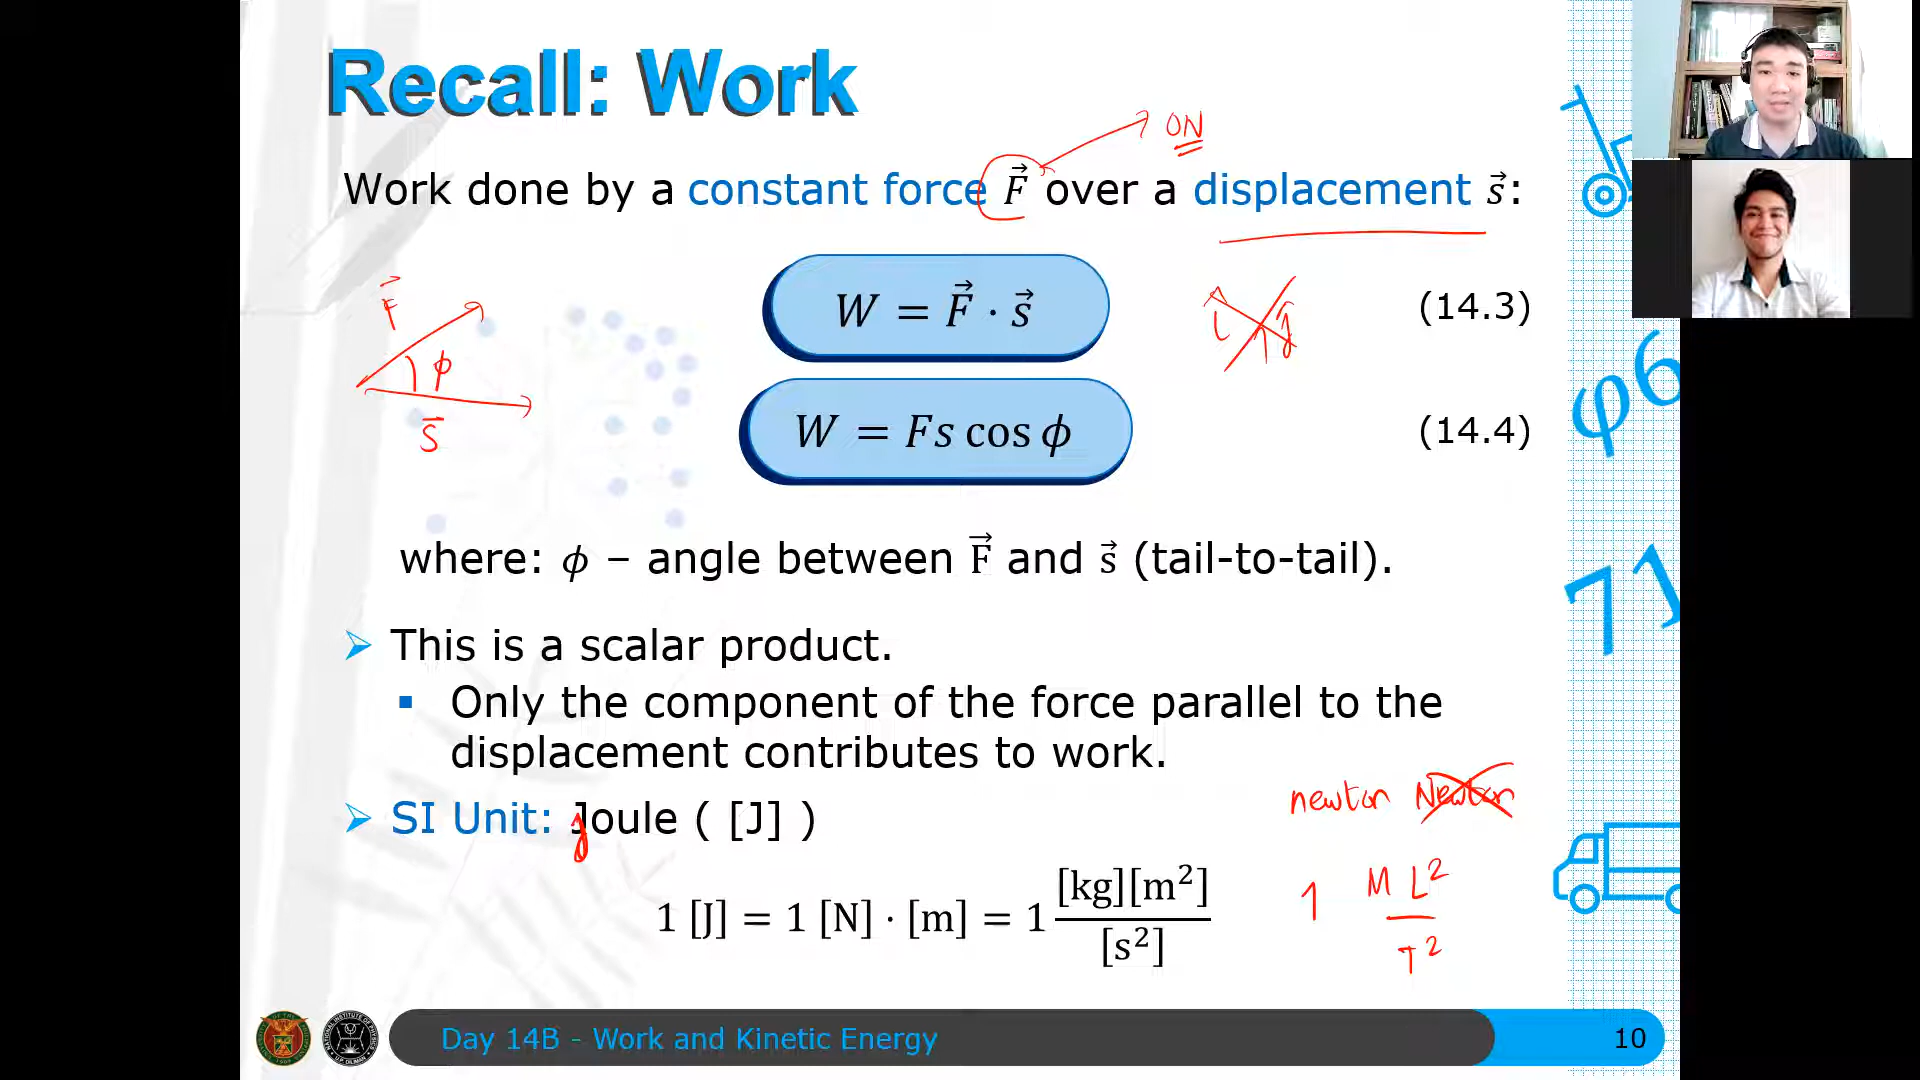 Recall: Work
ON
Work done by a constant force F⃗ over a displacement s⃗:
F⃗
W = F⃗ · s⃗
(14.3)
ϕ
s⃗
W = Fs cos ϕ
(14.4)
where: ϕ – angle between F⃗ and s⃗ (tail-to-tail).
➢ This is a scalar product.
▪ Only the component of the force parallel to the
displacement contributes to work.
newton Newton
➢ SI Unit: Joule ( [J] )
j
1 [J] = 1 [N] · [m] = 1 [kg][m²] / [s²]
1 M L² / T²
Day 14B - Work and Kinetic Energy
10
φ6
71